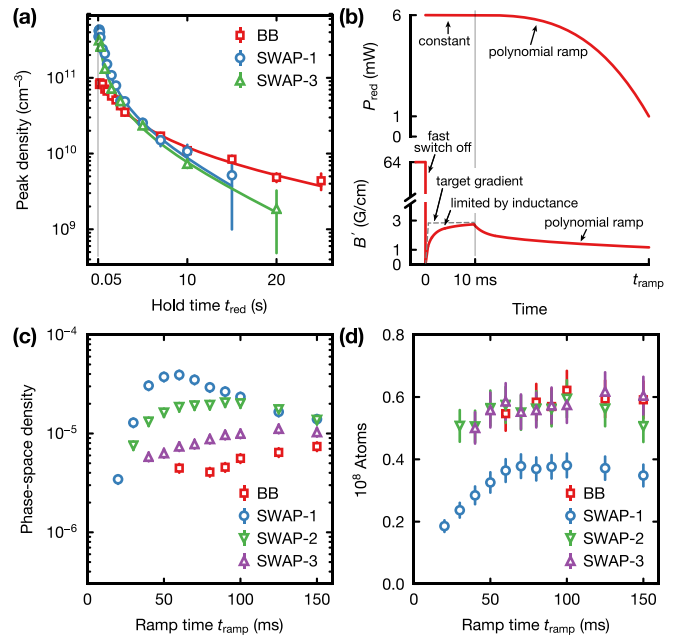 (a)
Peak density (cm⁻³)
10¹¹
10¹⁰
10⁹
BB
SWAP-1
SWAP-3
0.05
10
20
Hold time t_red (s)
(b)
P_red (mW)
6
1
0
constant
polynomial ramp
B′ (G/cm)
64
3
1
0
fast
switch off
target gradient
limited by inductance
polynomial ramp
0
10 ms
t_ramp
Time
(c)
Phase-space density
10⁻⁴
10⁻⁵
10⁻⁶
BB
SWAP-1
SWAP-2
SWAP-3
0
50
100
150
Ramp time t_ramp (ms)
(d)
10⁸ Atoms
0.8
0.6
0.4
0.2
0.0
BB
SWAP-1
SWAP-2
SWAP-3
0
50
100
150
Ramp time t_ramp (ms)